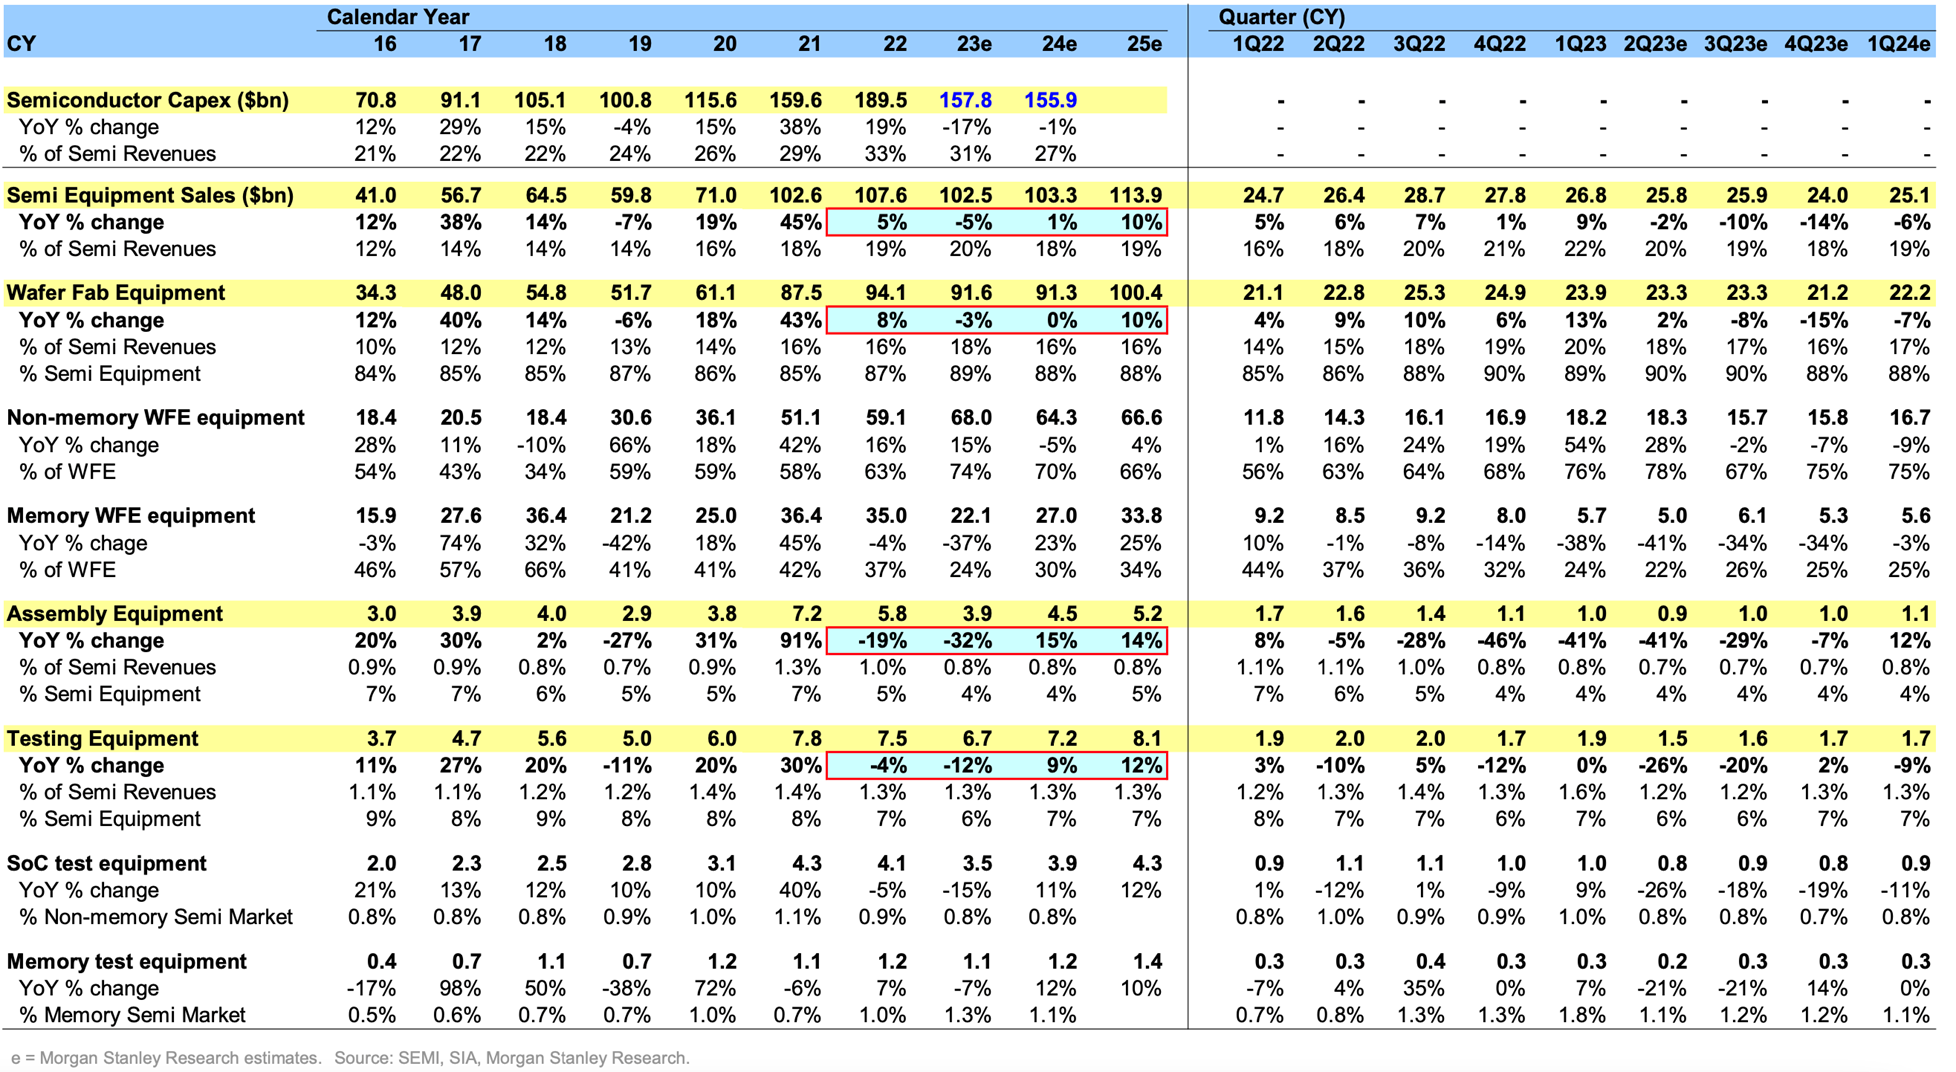 Calendar Year Quarter (CY)
CY 16 17 18 19 20 21 22 23e 24e 25e 1Q22 2Q22 3Q22 4Q22 1Q23 2Q23e 3Q23e 4Q23e 1Q24e
Semiconductor Capex ($bn) 70.8 91.1 105.1 100.8 115.6 159.6 189.5 157.8 155.9 - - - - - - - - -
YoY % change 12% 29% 15% -4% 15% 38% 19% -17% -1% - - - - - - - - -
% of Semi Revenues 21% 22% 22% 24% 26% 29% 33% 31% 27% - - - - - - - - -
Semi Equipment Sales ($bn) 41.0 56.7 64.5 59.8 71.0 102.6 107.6 102.5 103.3 113.9 24.7 26.4 28.7 27.8 26.8 25.8 25.9 24.0 25.1
YoY % change 12% 38% 14% -7% 19% 45% 5% -5% 1% 10% 5% 6% 7% 1% 9% -2% -10% -14% -6%
% of Semi Revenues 12% 14% 14% 14% 16% 18% 19% 20% 18% 19% 16% 18% 20% 21% 22% 20% 19% 18% 19%
Wafer Fab Equipment 34.3 48.0 54.8 51.7 61.1 87.5 94.1 91.6 91.3 100.4 21.1 22.8 25.3 24.9 23.9 23.3 23.3 21.2 22.2
YoY % change 12% 40% 14% -6% 18% 43% 8% -3% 0% 10% 4% 9% 10% 6% 13% 2% -8% -15% -7%
% of Semi Revenues 10% 12% 12% 13% 14% 16% 16% 18% 16% 16% 14% 15% 18% 19% 20% 18% 17% 16% 17%
% Semi Equipment 84% 85% 85% 87% 86% 85% 87% 89% 88% 88% 85% 86% 88% 90% 89% 90% 90% 88% 88%
Non-memory WFE equipment 18.4 20.5 18.4 30.6 36.1 51.1 59.1 68.0 64.3 66.6 11.8 14.3 16.1 16.9 18.2 18.3 15.7 15.8 16.7
YoY % change 28% 11% -10% 66% 18% 42% 16% 15% -5% 4% 1% 16% 24% 19% 54% 28% -2% -7% -9%
% of WFE 54% 43% 34% 59% 59% 58% 63% 74% 70% 66% 56% 63% 64% 68% 76% 78% 67% 75% 75%
Memory WFE equipment 15.9 27.6 36.4 21.2 25.0 36.4 35.0 22.1 27.0 33.8 9.2 8.5 9.2 8.0 5.7 5.0 6.1 5.3 5.6
YoY % chage -3% 74% 32% -42% 18% 45% -4% -37% 23% 25% 10% -1% -8% -14% -38% -41% -34% -34% -3%
% of WFE 46% 57% 66% 41% 41% 42% 37% 24% 30% 34% 44% 37% 36% 32% 24% 22% 26% 25% 25%
Assembly Equipment 3.0 3.9 4.0 2.9 3.8 7.2 5.8 3.9 4.5 5.2 1.7 1.6 1.4 1.1 1.0 0.9 1.0 1.0 1.1
YoY % change 20% 30% 2% -27% 31% 91% -19% -32% 15% 14% 8% -5% -28% -46% -41% -41% -29% -7% 12%
% of Semi Revenues 0.9% 0.9% 0.8% 0.7% 0.9% 1.3% 1.0% 0.8% 0.8% 0.8% 1.1% 1.1% 1.0% 0.8% 0.8% 0.7% 0.7% 0.7% 0.8%
% Semi Equipment 7% 7% 6% 5% 5% 7% 5% 4% 4% 5% 7% 6% 5% 4% 4% 4% 4% 4% 4%
Testing Equipment 3.7 4.7 5.6 5.0 6.0 7.8 7.5 6.7 7.2 8.1 1.9 2.0 2.0 1.7 1.9 1.5 1.6 1.7 1.7
YoY % change 11% 27% 20% -11% 20% 30% -4% -12% 9% 12% 3% -10% 5% -12% 0% -26% -20% 2% -9%
% of Semi Revenues 1.1% 1.1% 1.2% 1.2% 1.4% 1.4% 1.3% 1.3% 1.3% 1.3% 1.2% 1.3% 1.4% 1.3% 1.6% 1.2% 1.2% 1.3% 1.3%
% Semi Equipment 9% 8% 9% 8% 8% 8% 7% 6% 7% 7% 8% 7% 7% 6% 7% 6% 6% 7% 7%
SoC test equipment 2.0 2.3 2.5 2.8 3.1 4.3 4.1 3.5 3.9 4.3 0.9 1.1 1.1 1.0 1.0 0.8 0.9 0.8 0.9
YoY % change 21% 13% 12% 10% 10% 40% -5% -15% 11% 12% 1% -12% 1% -9% 9% -26% -18% -19% -11%
% Non-memory Semi Market 0.8% 0.8% 0.8% 0.9% 1.0% 1.1% 0.9% 0.8% 0.8% 0.8% 1.0% 0.9% 0.9% 1.0% 0.8% 0.8% 0.7% 0.8%
Memory test equipment 0.4 0.7 1.1 0.7 1.2 1.1 1.2 1.1 1.2 1.4 0.3 0.3 0.4 0.3 0.3 0.2 0.3 0.3 0.3
YoY % change -17% 98% 50% -38% 72% -6% 7% -7% 12% 10% -7% 4% 35% 0% 7% -21% -21% 14% 0%
% Memory Semi Market 0.5% 0.6% 0.7% 0.7% 1.0% 0.7% 1.0% 1.3% 1.1% 0.7% 0.8% 1.3% 1.3% 1.8% 1.1% 1.2% 1.2% 1.1%
e = Morgan Stanley Research estimates. Source: SEMI, SIA, Morgan Stanley Research.